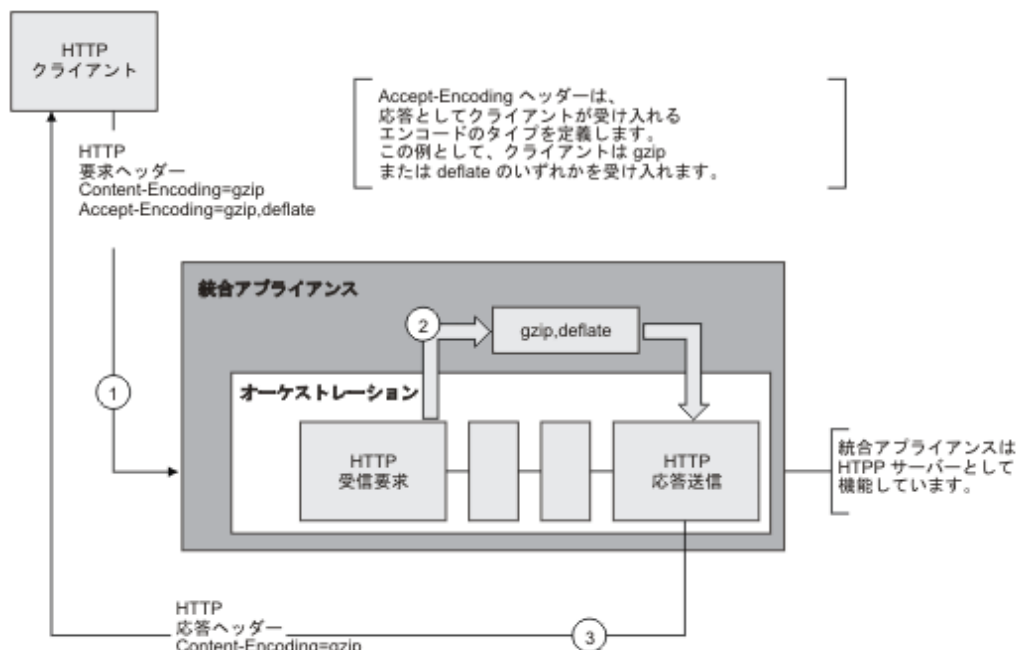 HTTP
クライアント
Accept-Encoding ヘッダーは、
応答としてクライアントが受け入れる
エンコードのタイプを定義します。
この例として、クライアントは gzip
または deflate のいずれかを受け入れます。
HTTP
要求ヘッダー
Content-Encoding=gzip
Accept-Encoding=gzip,deflate
統合アプライアンス
2
gzip,deflate
1
オーケストレーション
HTTP
受信要求
HTTP
応答送信
統合アプライアンスは
HTPP サーバーとして
機能しています。
HTTP
応答ヘッダー
3
Content-Encoding=gzip